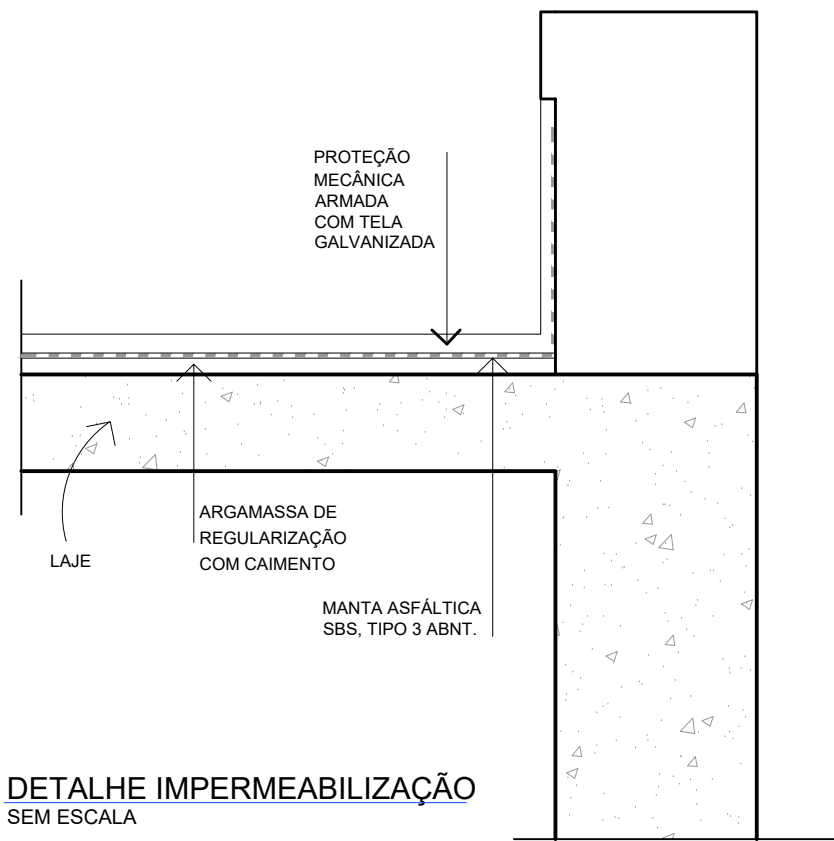 PROTEÇÃO
MECÂNICA
ARMADA
COM TELA
GALVANIZADA
ARGAMASSA DE
REGULARIZAÇÃO
COM CAIMENTO
LAJE
MANTA ASFÁLTICA
SBS, TIPO 3 ABNT.
DETALHE IMPERMEABILIZAÇÃO
SEM ESCALA